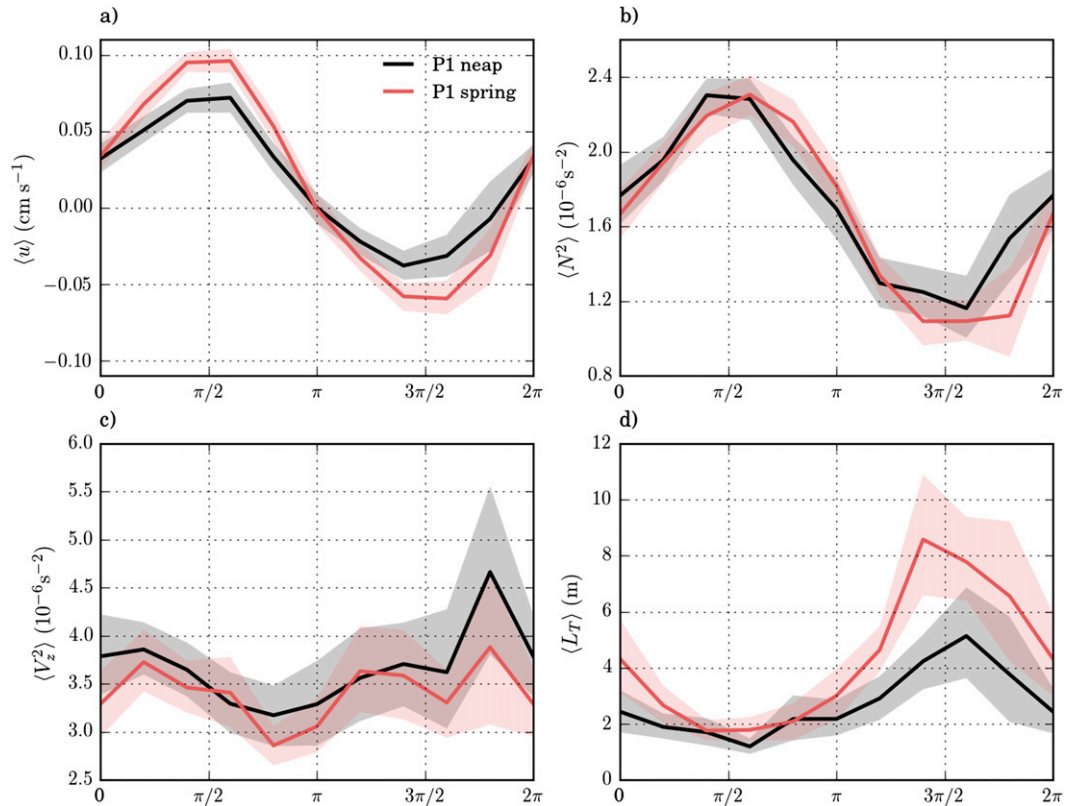 a)
⟨u⟩ (cm s⁻¹)
0.10
0.05
0.00
−0.05
−0.10
0 π/2 π 3π/2 2π
P1 neap
P1 spring
b)
⟨N²⟩ (10⁻⁶s⁻²)
2.4
2.0
1.6
1.2
0.8
0 π/2 π 3π/2 2π
c)
⟨V_z²⟩ (10⁻⁶s⁻²)
6.0
5.5
5.0
4.5
4.0
3.5
3.0
2.5
0 π/2 π 3π/2 2π
d)
⟨L_T⟩ (m)
12
10
8
6
4
2
0
0 π/2 π 3π/2 2π